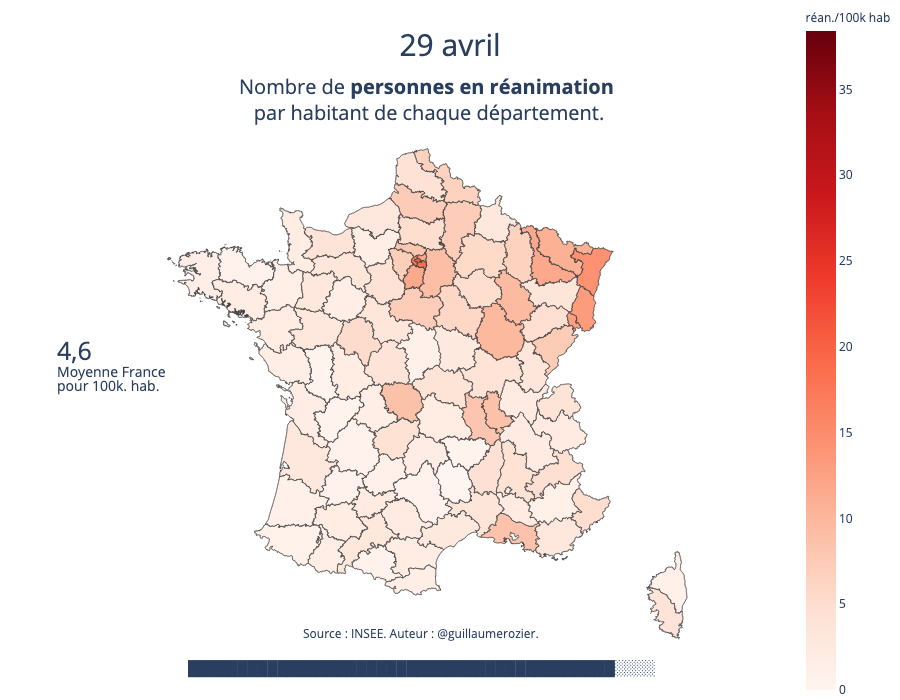 réan./100k hab
29 avril
Nombre de personnes en réanimation
par habitant de chaque département.
35
30
25
20
15
10
5
0
4,6
Moyenne France
pour 100k. hab.
Source : INSEE. Auteur : @guillaumerozier.